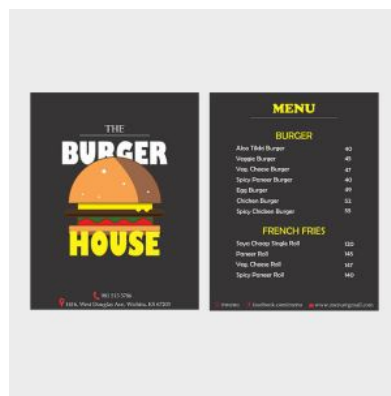 THE
BURGER
HOUSE
MENU
BURGER
Aloo Tikki Burger 40
Veggie Burger 45
Veg. Cheese Burger 47
Spicy Paneer Burger 40
Egg Burger 49
Chicken Burger 52
Spicy Chicken Burger 55
FRENCH FRIES
Soya Chaap Single Roll 120
Paneer Roll 145
Veg. Cheese Roll 147
Spicy Paneer Roll 140